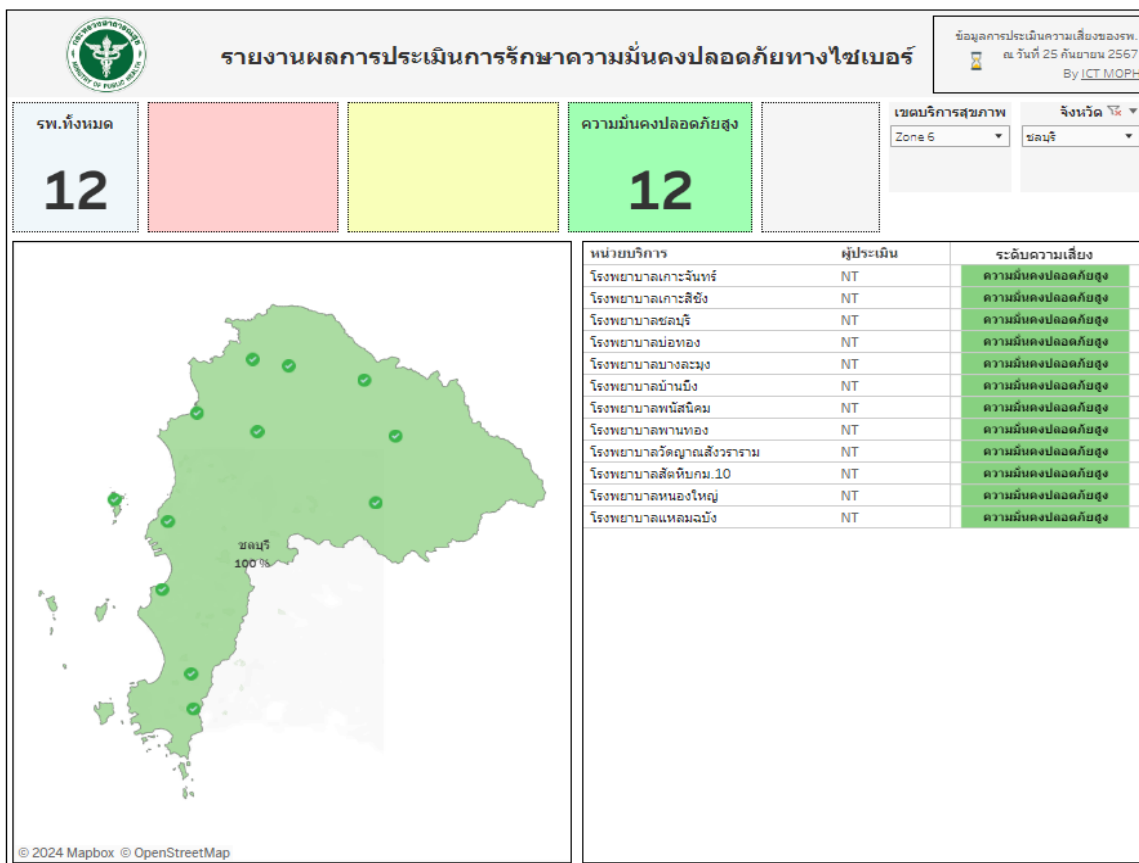 กระทรวงสาธารณสุข
MINISTRY OF PUBLIC HEALTH
รายงานผลการประเมินการรักษาความมั่นคงปลอดภัยทางไซเบอร์
ข้อมูลการประเมินความเสี่ยงของรพ.
ณ วันที่ 25 กันยายน 2567
By ICT MOPH
รพ.ทั้งหมด
12
ความมั่นคงปลอดภัยสูง
12
เขตบริการสุขภาพ
Zone 6
จังหวัด
ชลบุรี
ชลบุรี
100 %
© 2024 Mapbox © OpenStreetMap
หน่วยบริการ ผู้ประเมิน ระดับความเสี่ยง
โรงพยาบาลเกาะจันทร์ NT ความมั่นคงปลอดภัยสูง
โรงพยาบาลเกาะสีชัง NT ความมั่นคงปลอดภัยสูง
โรงพยาบาลชลบุรี NT ความมั่นคงปลอดภัยสูง
โรงพยาบาลบ่อทอง NT ความมั่นคงปลอดภัยสูง
โรงพยาบาลบางละมุง NT ความมั่นคงปลอดภัยสูง
โรงพยาบาลบ้านบึง NT ความมั่นคงปลอดภัยสูง
โรงพยาบาลพนัสนิคม NT ความมั่นคงปลอดภัยสูง
โรงพยาบาลพานทอง NT ความมั่นคงปลอดภัยสูง
โรงพยาบาลวัดญาณสังวราราม NT ความมั่นคงปลอดภัยสูง
โรงพยาบาลสัตหีบกม.10 NT ความมั่นคงปลอดภัยสูง
โรงพยาบาลหนองใหญ่ NT ความมั่นคงปลอดภัยสูง
โรงพยาบาลแหลมฉบัง NT ความมั่นคงปลอดภัยสูง